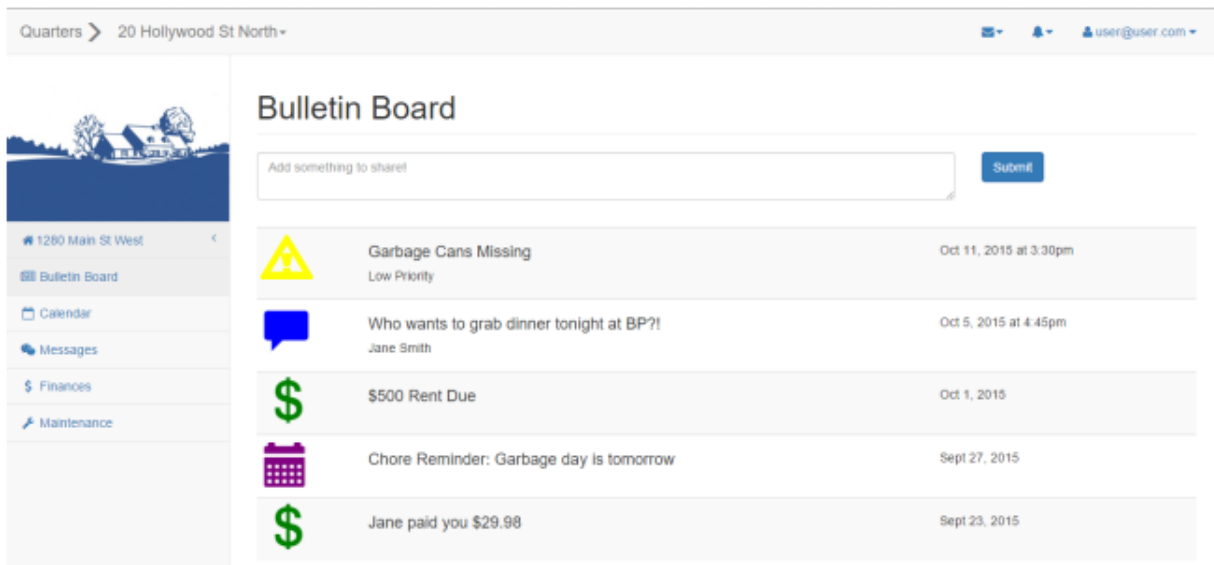 Quarters 20 Hollywood St North
user@user.com
Bulletin Board
Add something to share!
Submit
1280 Main St West
Bulletin Board
Calendar
Messages
$ Finances
Maintenance
Garbage Cans Missing
Oct 11, 2015 at 3:30pm
Low Priority
Who wants to grab dinner tonight at BP?!
Oct 5, 2015 at 4:45pm
Jane Smith
$
$500 Rent Due
Oct 1, 2015
Chore Reminder: Garbage day is tomorrow
Sept 27, 2015
$
Jane paid you $29.98
Sept 23, 2015